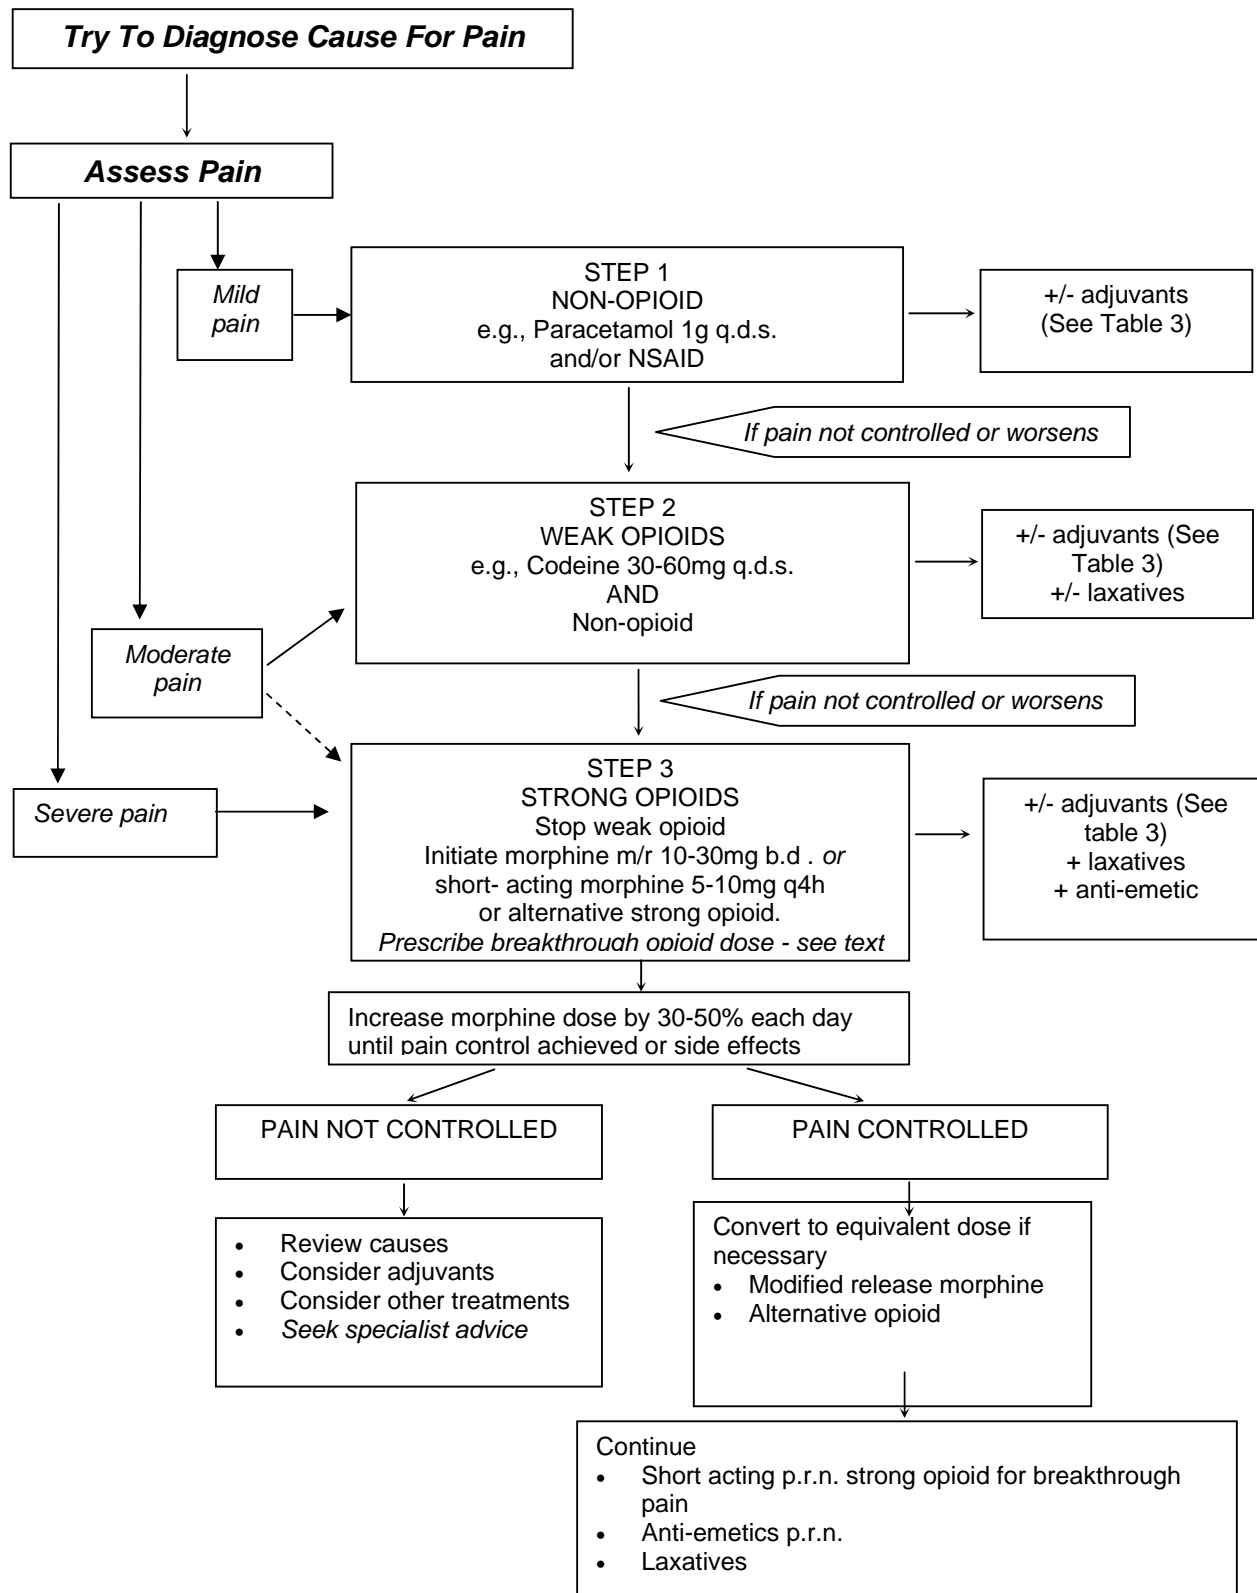 Try To Diagnose Cause For Pain
Assess Pain
Mild
pain
STEP 1
NON-OPIOID
e.g., Paracetamol 1g q.d.s.
and/or NSAID
+/- adjuvants
(See Table 3)
If pain not controlled or worsens
STEP 2
WEAK OPIOIDS
e.g., Codeine 30-60mg q.d.s.
AND
Non-opioid
+/- adjuvants (See
Table 3)
+/- laxatives
Moderate
pain
If pain not controlled or worsens
Severe pain
STEP 3
STRONG OPIOIDS
Stop weak opioid
Initiate morphine m/r 10-30mg b.d . or
short- acting morphine 5-10mg q4h
or alternative strong opioid.
Prescribe breakthrough opioid dose - see text
+/- adjuvants (See
table 3)
+ laxatives
+ anti-emetic
Increase morphine dose by 30-50% each day
until pain control achieved or side effects
PAIN NOT CONTROLLED
PAIN CONTROLLED
• Review causes
• Consider adjuvants
• Consider other treatments
• Seek specialist advice
Convert to equivalent dose if
necessary
• Modified release morphine
• Alternative opioid
Continue
• Short acting p.r.n. strong opioid for breakthrough
pain
• Anti-emetics p.r.n.
• Laxatives